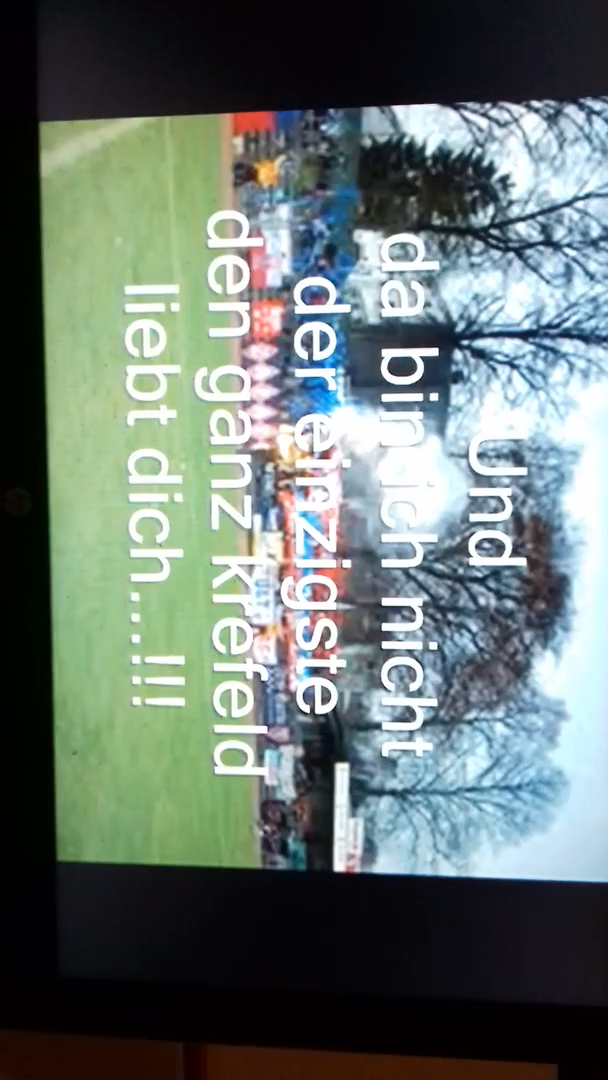 Und
da bin ich nicht
der einzigste
den ganz krefeld
liebt dich...!!!